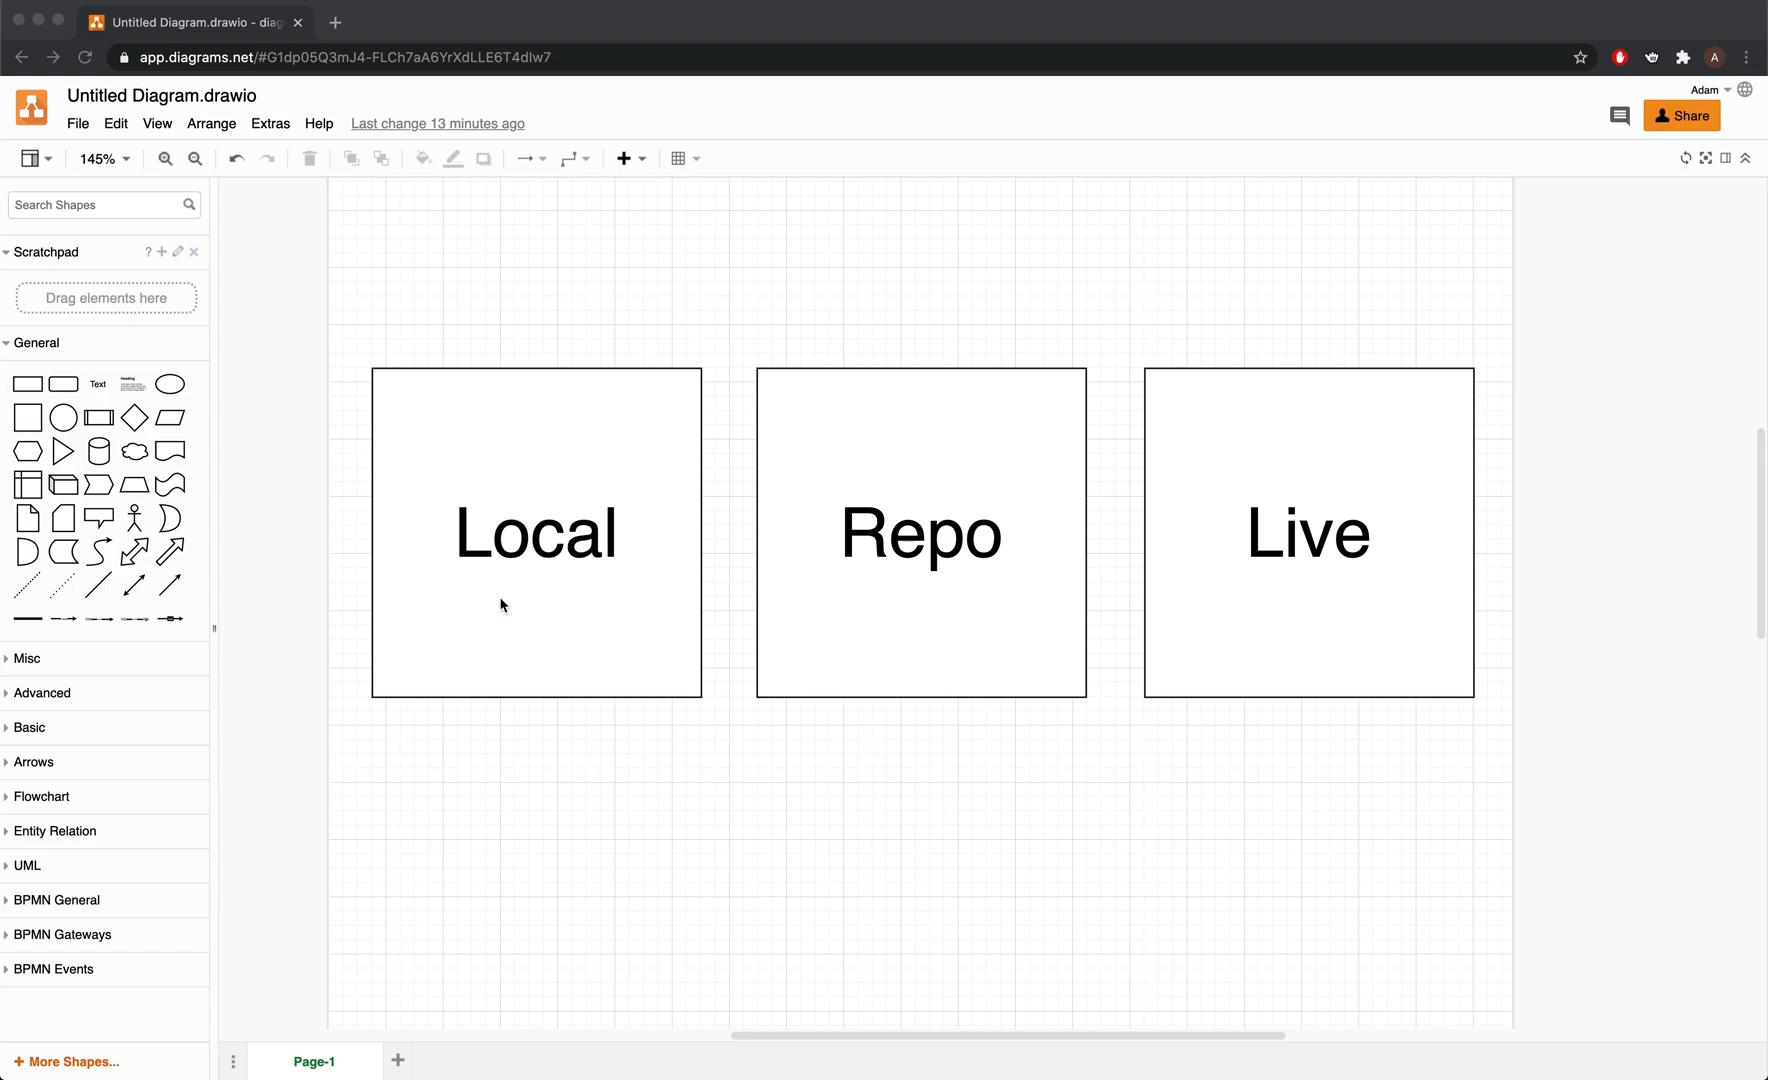 Untitled Diagram.drawio - diag
app.diagrams.net/#G1dp05Q3mJ4-FLCh7aA6YrXdLLE6T4dlw7
A
Untitled Diagram.drawio
Adam
File Edit View Arrange Extras Help Last change 13 minutes ago
Share
145%
Search Shapes
Scratchpad
?
Drag elements here
General
Text
Heading
Local
Repo
Live
Misc
Advanced
Basic
Arrows
Flowchart
Entity Relation
UML
BPMN General
BPMN Gateways
BPMN Events
+ More Shapes...
Page-1